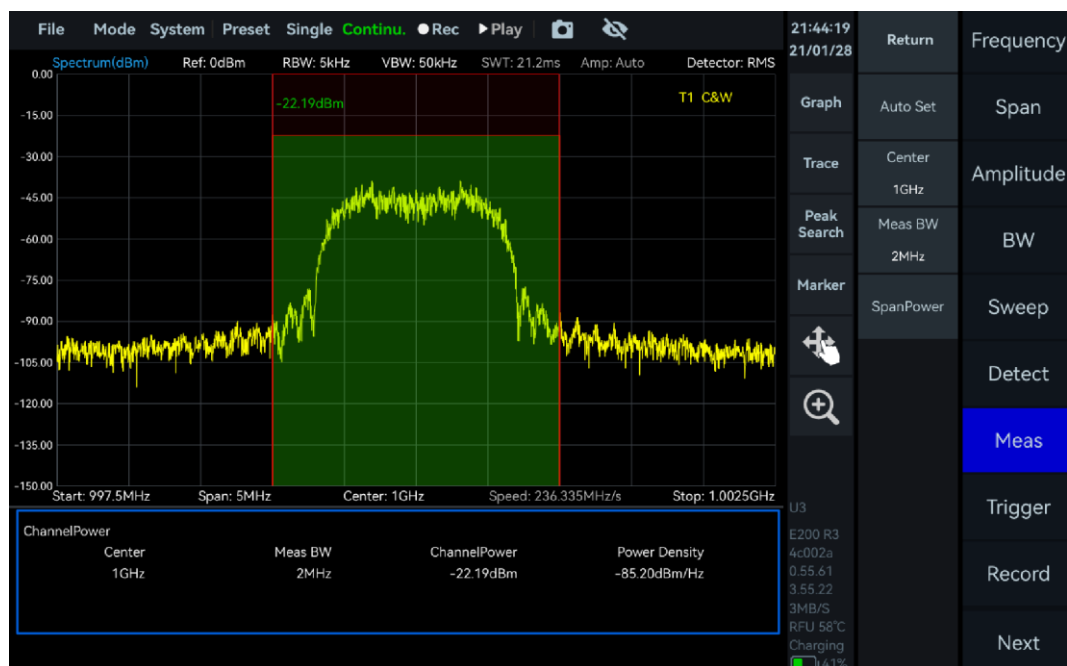 File Mode System Preset Single Continu. Rec Play
Spectrum(dBm) Ref: 0dBm RBW: 5kHz VBW: 50kHz SWT: 21.2ms Amp: Auto Detector: RMS
0.00
-15.00
-30.00
-45.00
-60.00
-75.00
-90.00
-105.00
-120.00
-135.00
-150.00
-22.19dBm
T1 C&W
Start: 997.5MHz Span: 5MHz Center: 1GHz Speed: 236.335MHz/s Stop: 1.0025GHz
ChannelPower
Center Meas BW ChannelPower Power Density
1GHz 2MHz -22.19dBm -85.20dBm/Hz
21:44:19
21/01/28
Graph
Trace
Peak
Search
Marker
U3
E200 R3
4c002a
0.55.61
3.55.22
3MB/S
RFU 58°C
Charging
41%
Return
Auto Set
Center
1GHz
Meas BW
2MHz
SpanPower
Frequency
Span
Amplitude
BW
Sweep
Detect
Meas
Trigger
Record
Next